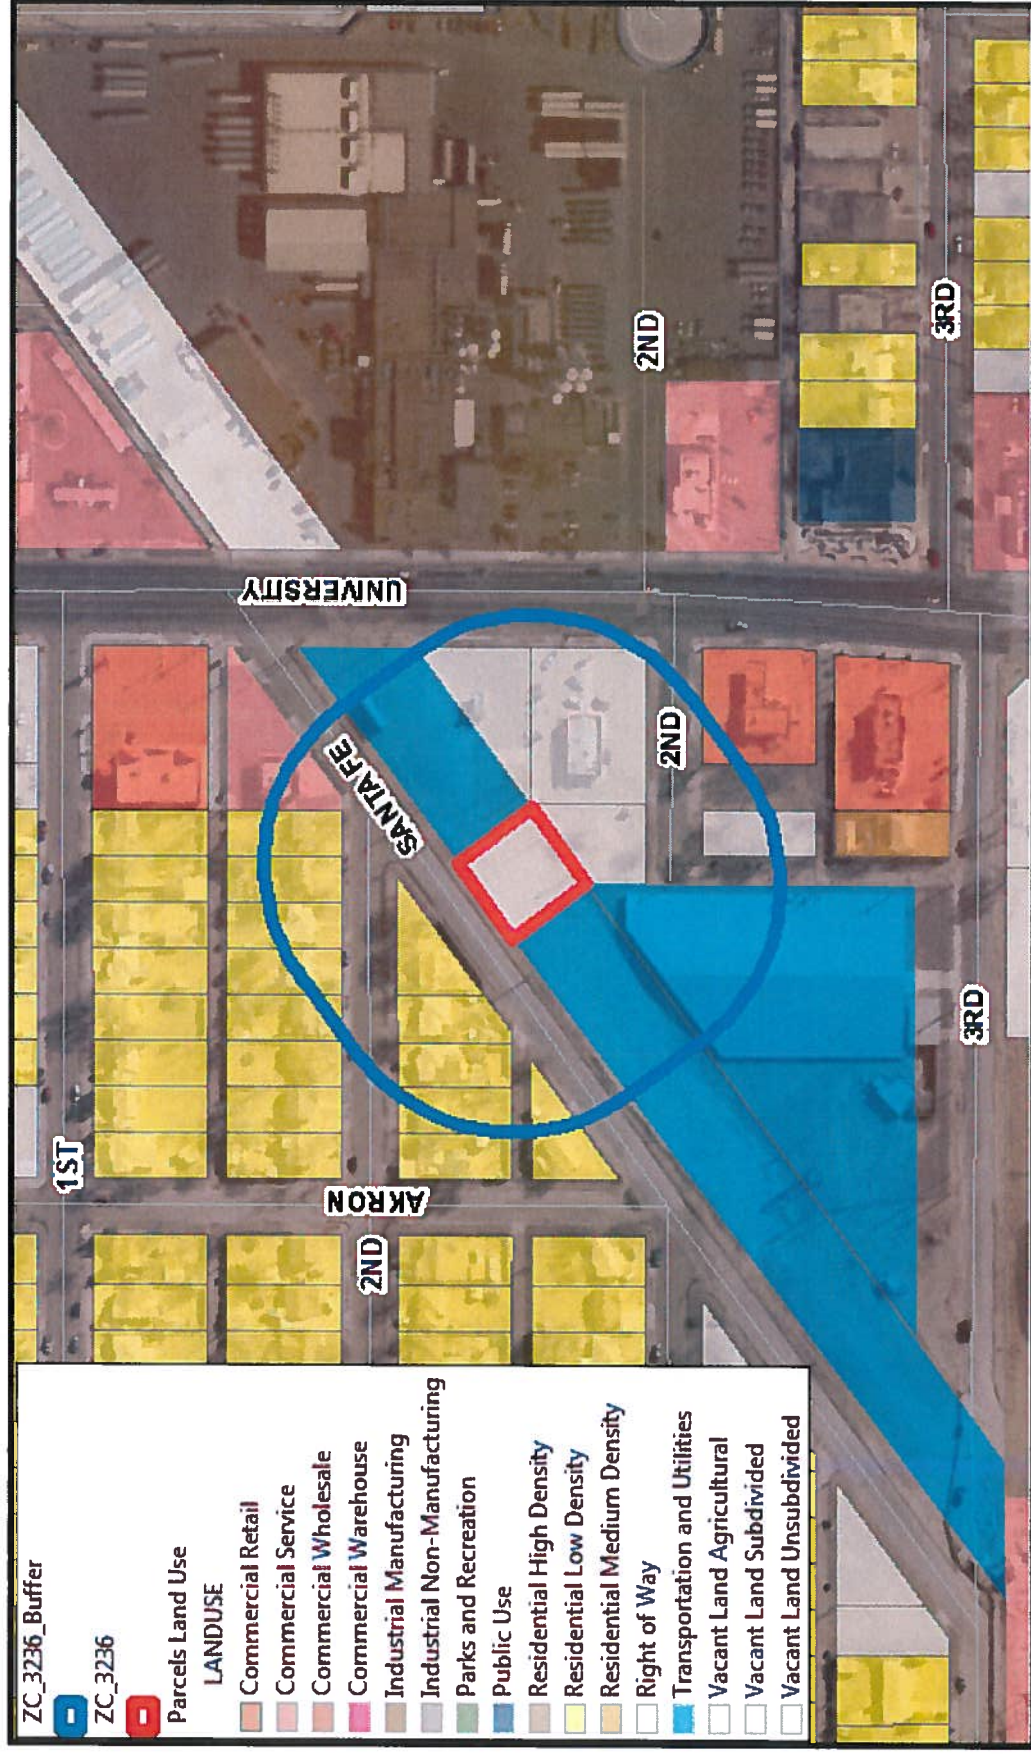 ZC_3236_Buffer
ZC_3236
Parcels Land Use
LANDUSE
Commercial Retail
Commercial Service
Commercial Wholesale
Commercial Warehouse
Industrial Manufacturing
Industrial Non-Manufacturing
Parks and Recreation
Public Use
Residential High Density
Residential Low Density
Residential Medium Density
Right of Way
Transportation and Utilities
Vacant Land Agricultural
Vacant Land Subdivided
Vacant Land Unsubdivided
1ST
2ND
AKRON
SANTA FE
UNIVERSITY
2ND
2ND
3RD
3RD